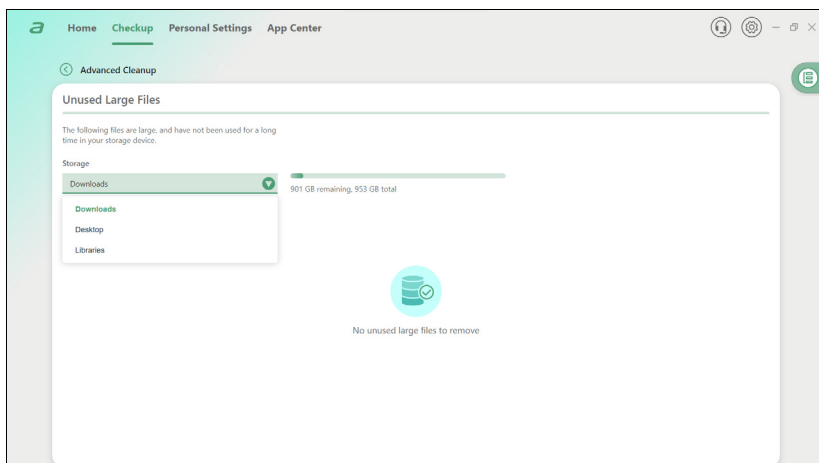 a
Home Checkup Personal Settings App Center
Advanced Cleanup
Unused Large Files
The following files are large, and have not been used for a long
time in your storage device.
Storage
Downloads
901 GB remaining, 953 GB total
Downloads
Desktop
Libraries
No unused large files to remove